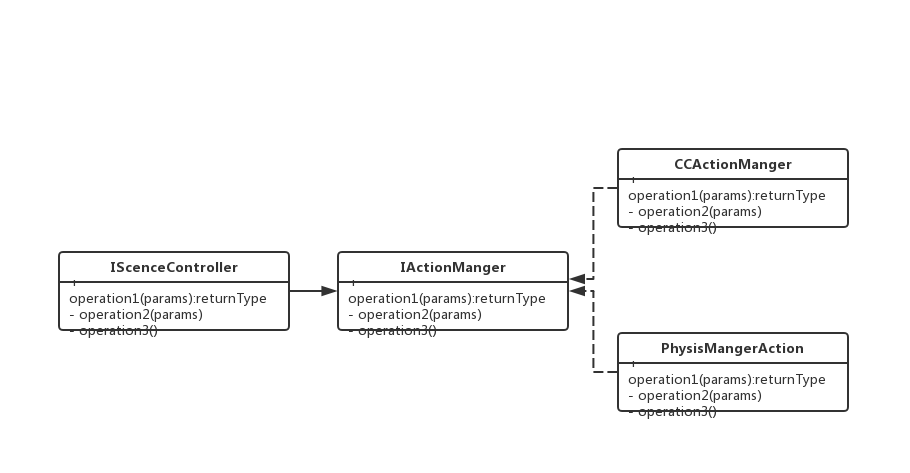 CCActionManger
+
operation1(params):returnType
- operation2(params)
- operation3()
IScenceController
+
operation1(params):returnType
- operation2(params)
- operation3()
IActionManger
+
operation1(params):returnType
- operation2(params)
- operation3()
PhysisMangerAction
+
operation1(params):returnType
- operation2(params)
- operation3()